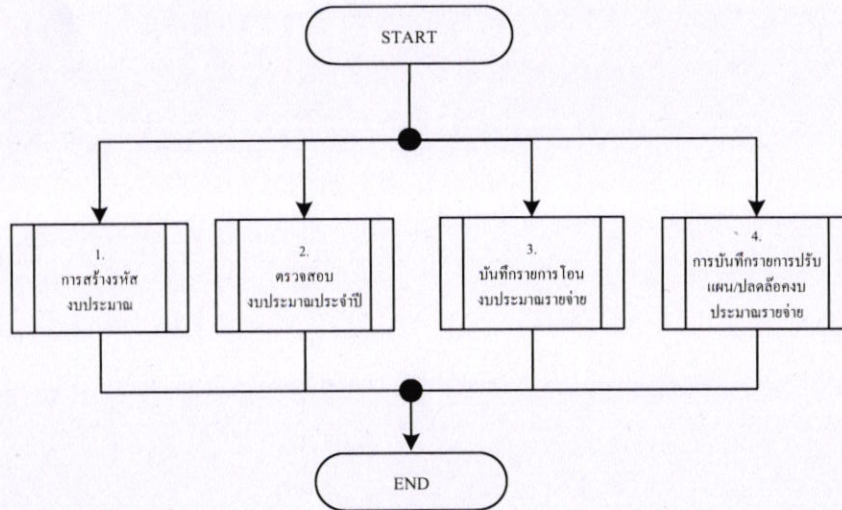 START
1.
การสร้างรหัส
งบประมาณ
2.
ตรวจสอบ
งบประมาณประจำปี
3.
บันทึกรายการโอน
งบประมาณรายจ่าย
4.
การบันทึกรายการปรับ
แผน/ปลดล๊อคงบ
ประมาณรายจ่าย
END